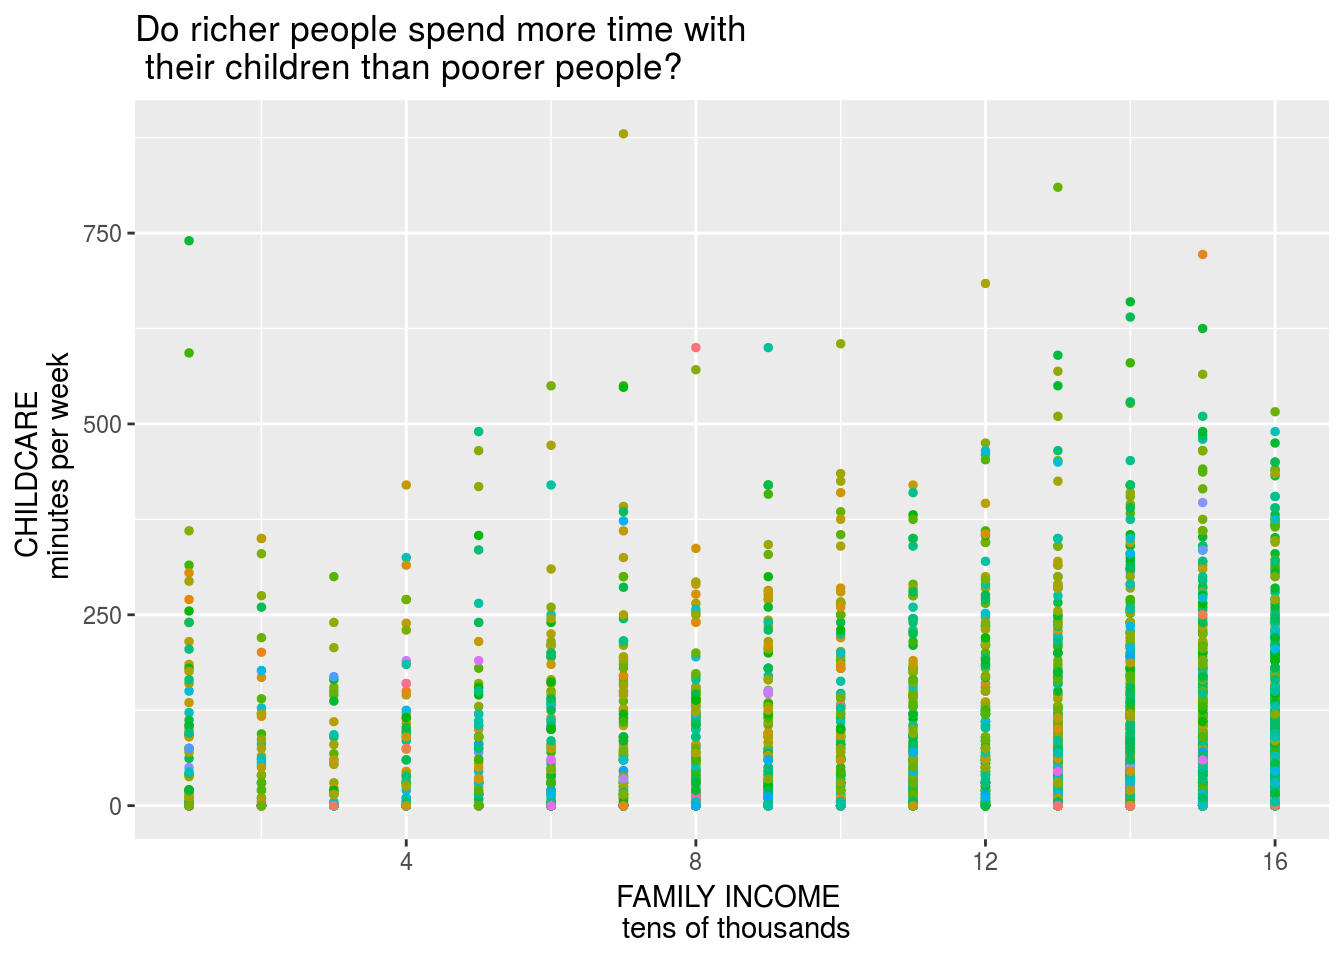 Do richer people spend more time with
their children than poorer people?
CHILDCARE
minutes per week
750
500
250
0
4
8
12
16
FAMILY INCOME
tens of thousands